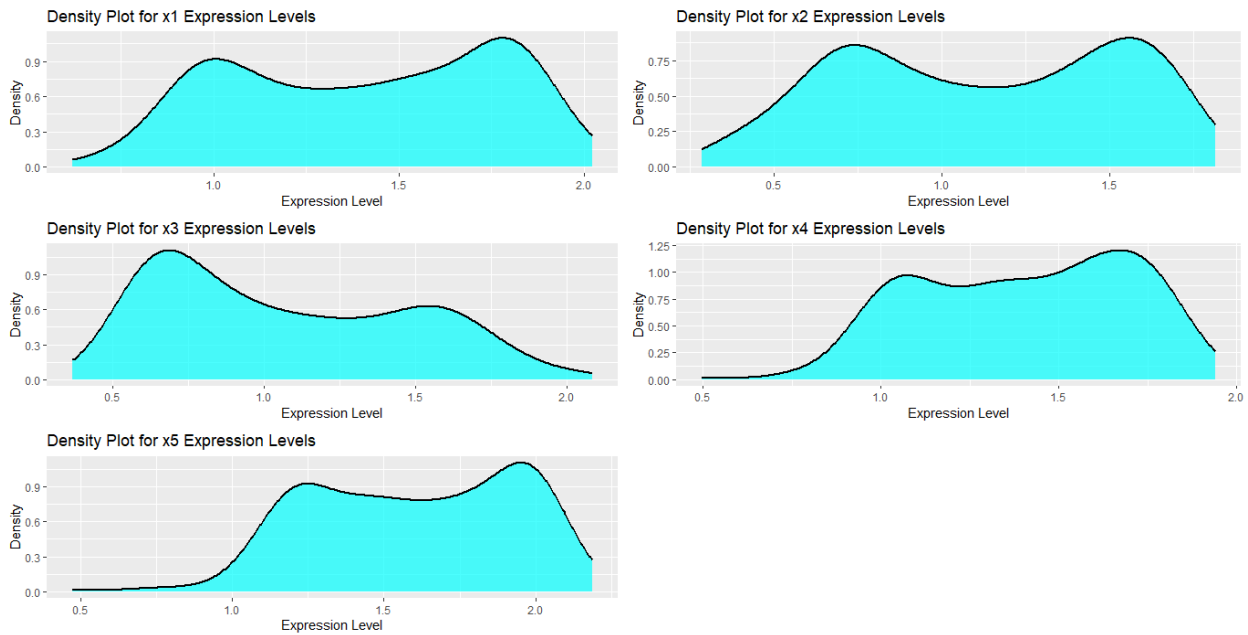 Density Plot for x1 Expression Levels
Density
0.9
0.6
0.3
0.0
1.0 1.5 2.0
Expression Level
Density Plot for x2 Expression Levels
Density
0.75
0.50
0.25
0.00
0.5 1.0 1.5
Expression Level
Density Plot for x3 Expression Levels
Density
0.9
0.6
0.3
0.0
0.5 1.0 1.5 2.0
Expression Level
Density Plot for x4 Expression Levels
Density
1.25
1.00
0.75
0.50
0.25
0.00
0.5 1.0 1.5 2.0
Expression Level
Density Plot for x5 Expression Levels
Density
0.9
0.6
0.3
0.0
0.5 1.0 1.5 2.0
Expression Level